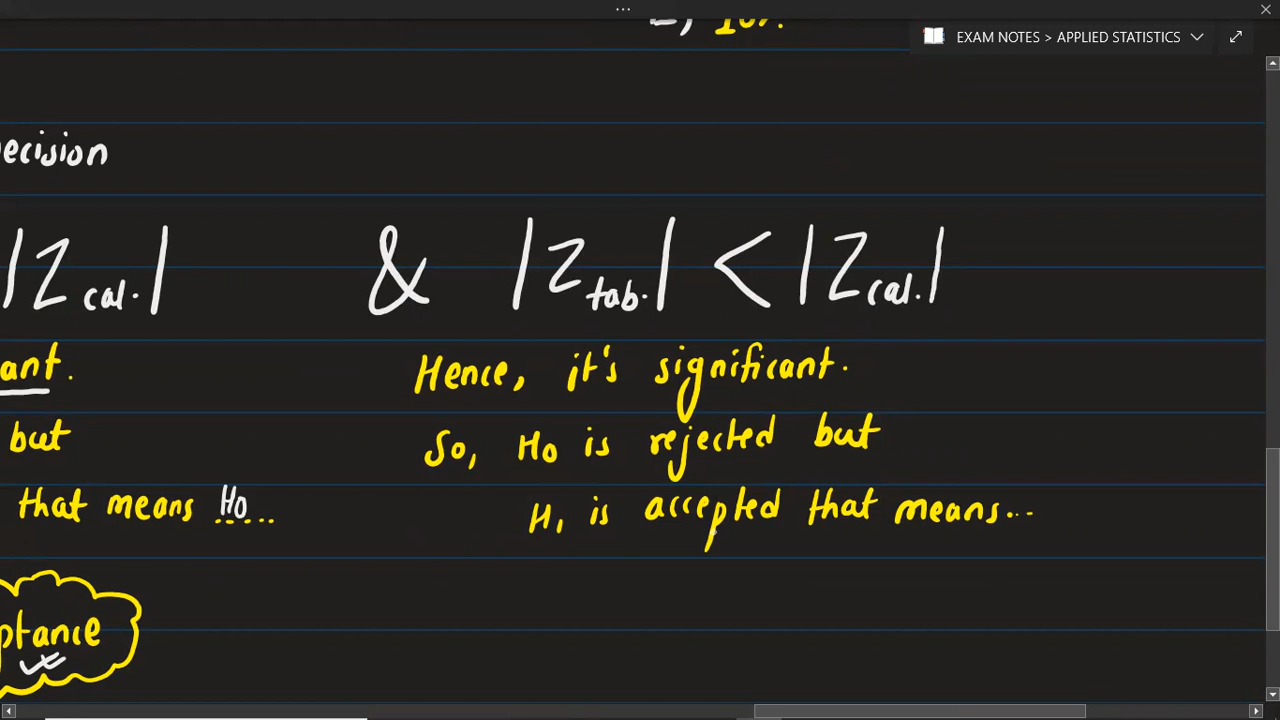 EXAM NOTES > APPLIED STATISTICS
ecision
|Z cal.| & |Z tab.| < |Z cal.|
ant. Hence, it's significant.
but So, Ho is rejected but
that means Ho... H1 is accepted that means...
ptance